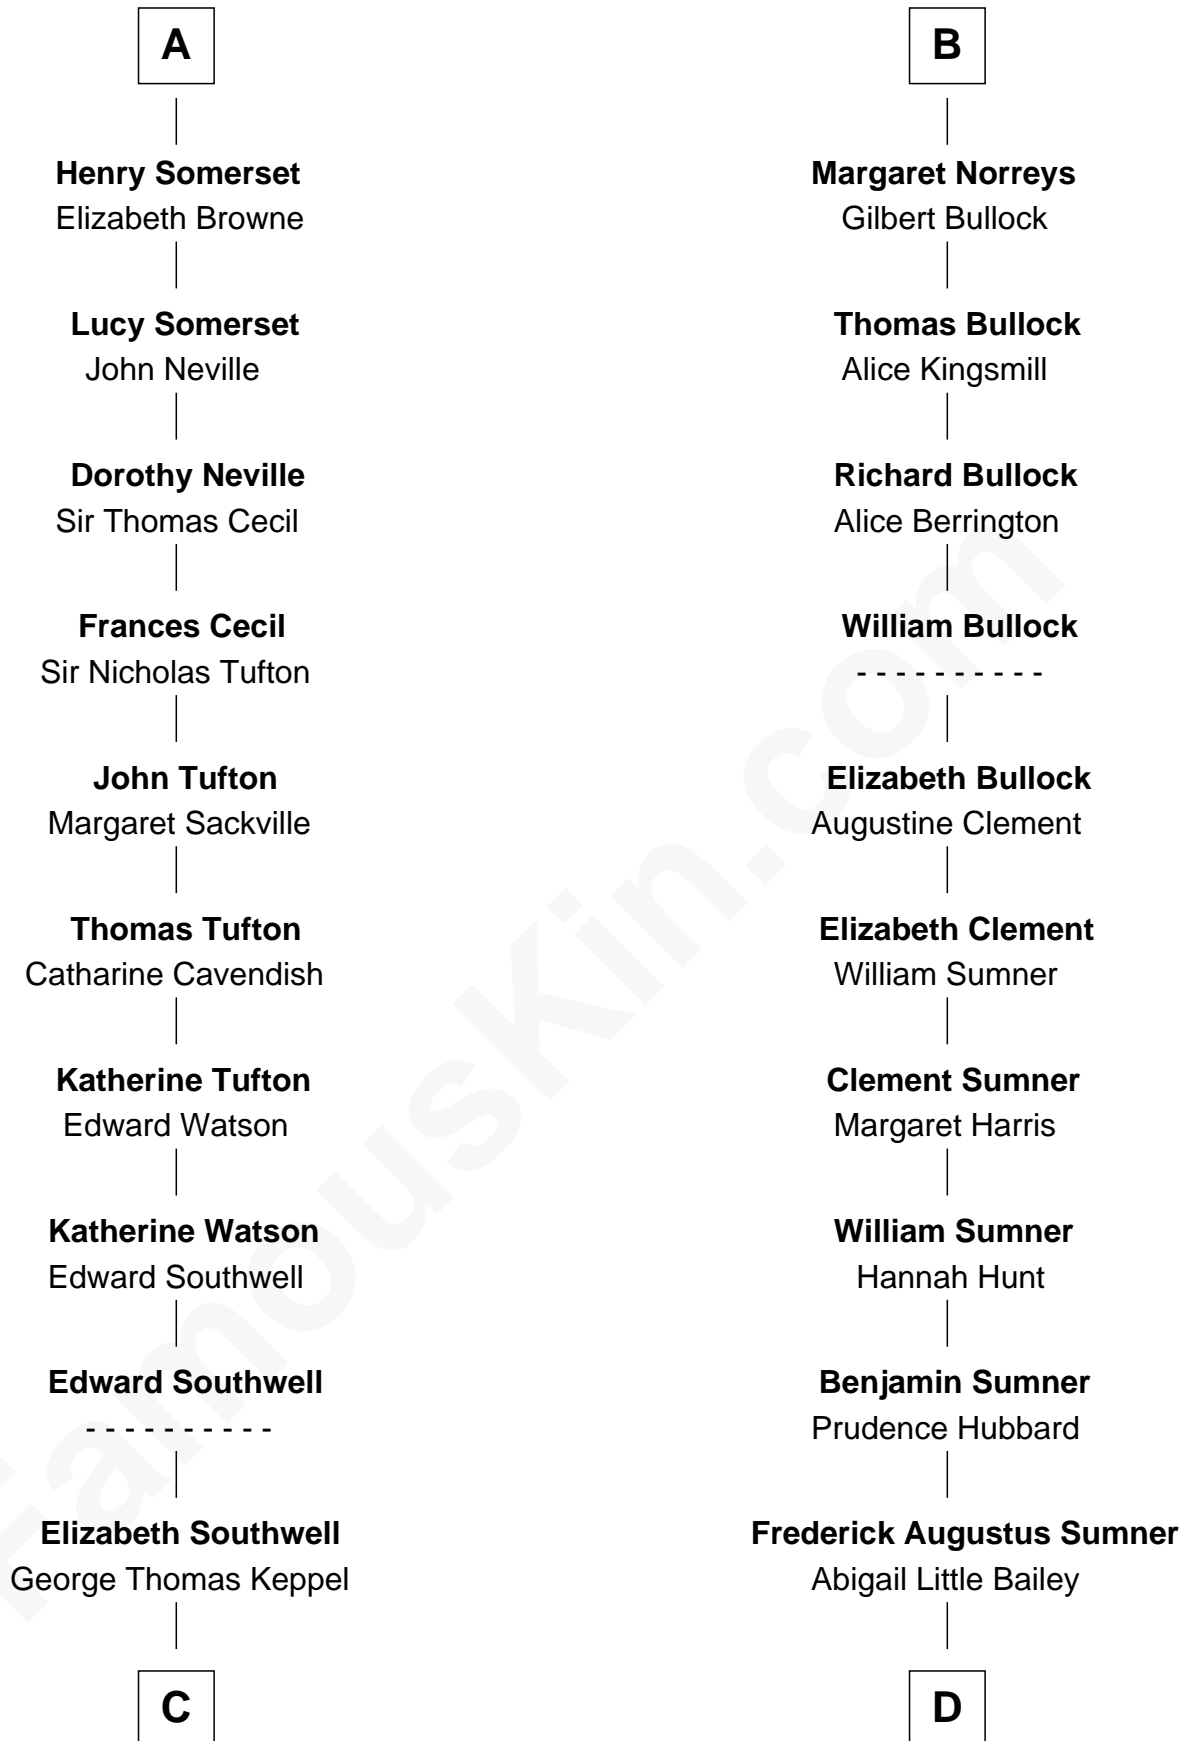 A
Henry Somerset
Elizabeth Browne
Lucy Somerset
John Neville
Dorothy Neville
Sir Thomas Cecil
Frances Cecil
Sir Nicholas Tufton
John Tufton
Margaret Sackville
Thomas Tufton
Catharine Cavendish
Katherine Tufton
Edward Watson
Katherine Watson
Edward Southwell
Edward Southwell
- - - - - - - - - -
Elizabeth Southwell
George Thomas Keppel
C
B
Margaret Norreys
Gilbert Bullock
Thomas Bullock
Alice Kingsmill
Richard Bullock
Alice Berrington
William Bullock
- - - - - - - - - -
Elizabeth Bullock
Augustine Clement
Elizabeth Clement
William Sumner
Clement Sumner
Margaret Harris
William Sumner
Hannah Hunt
Benjamin Sumner
Prudence Hubbard
Frederick Augustus Sumner
Abigail Little Bailey
D
FamousKin.com